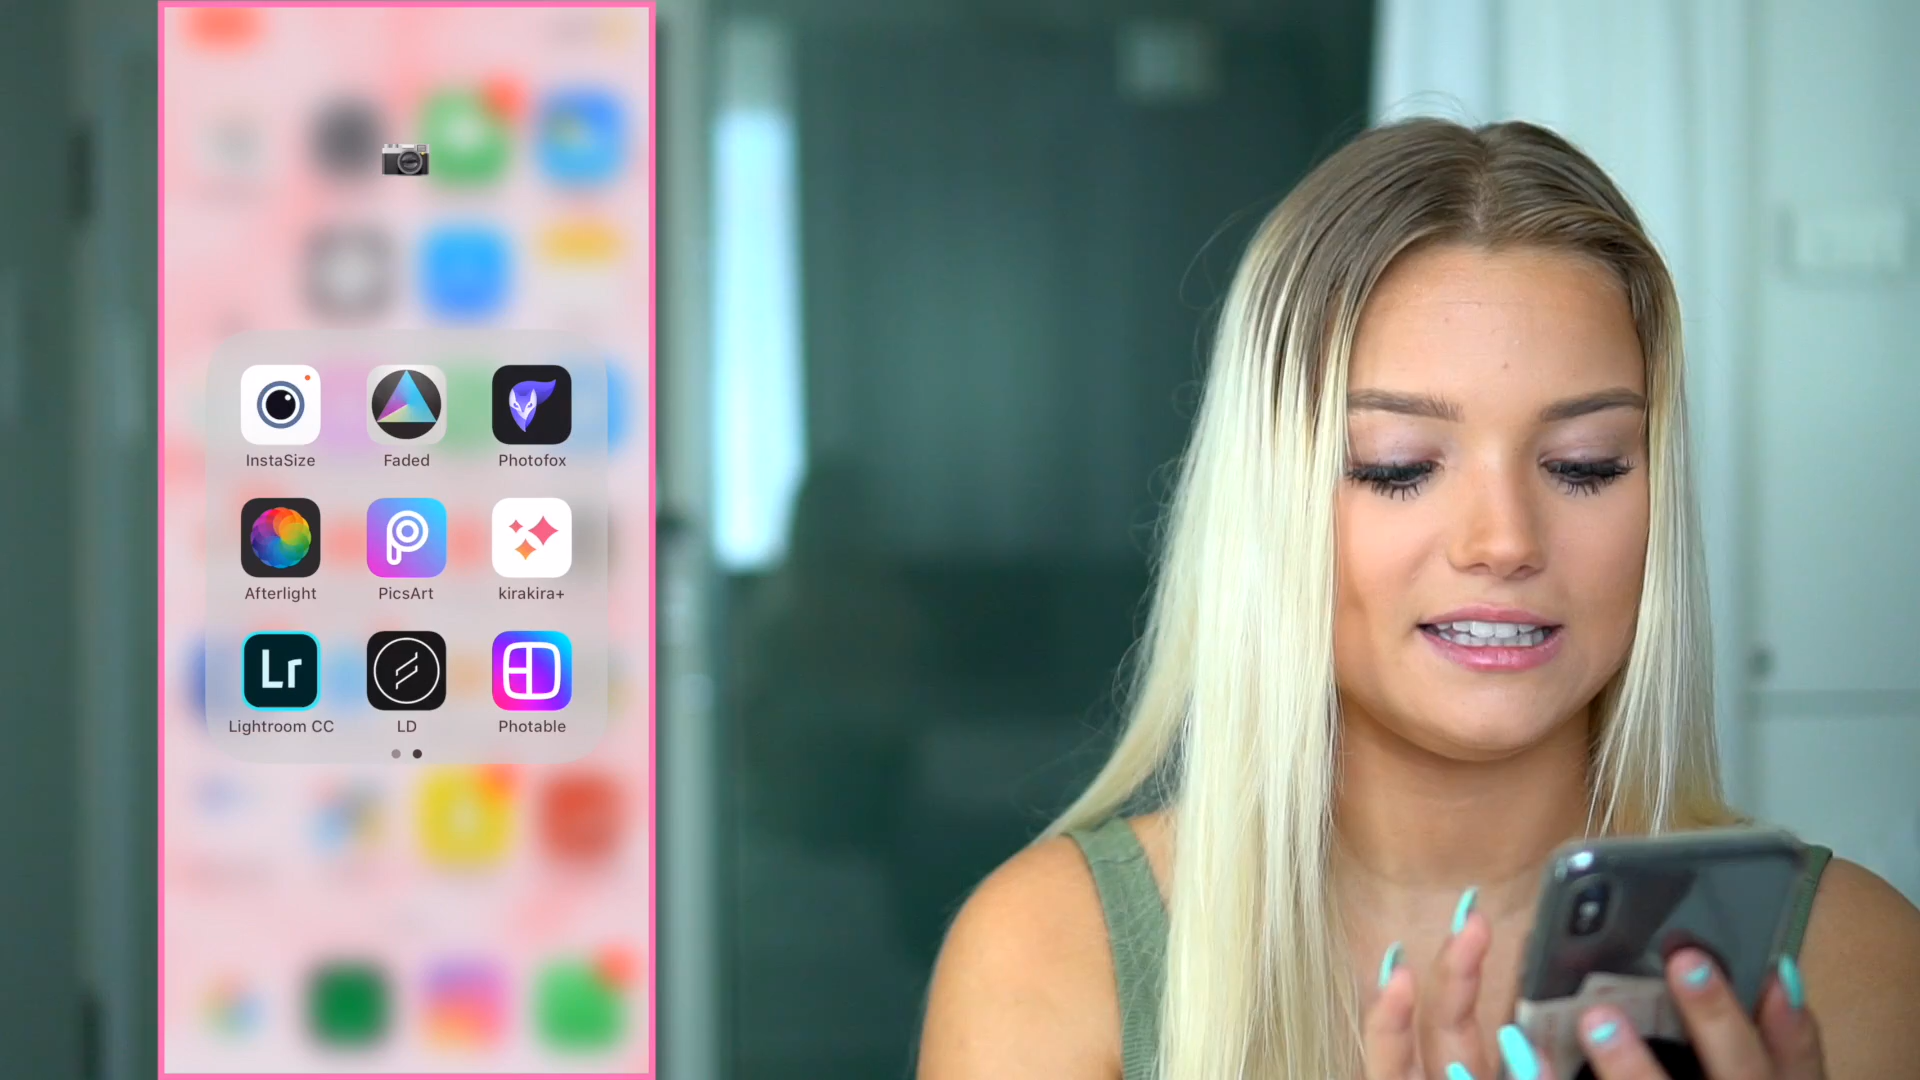 InstaSize Faded Photofox
Afterlight PicsArt kirakira+
Lr
Lightroom CC LD Photable